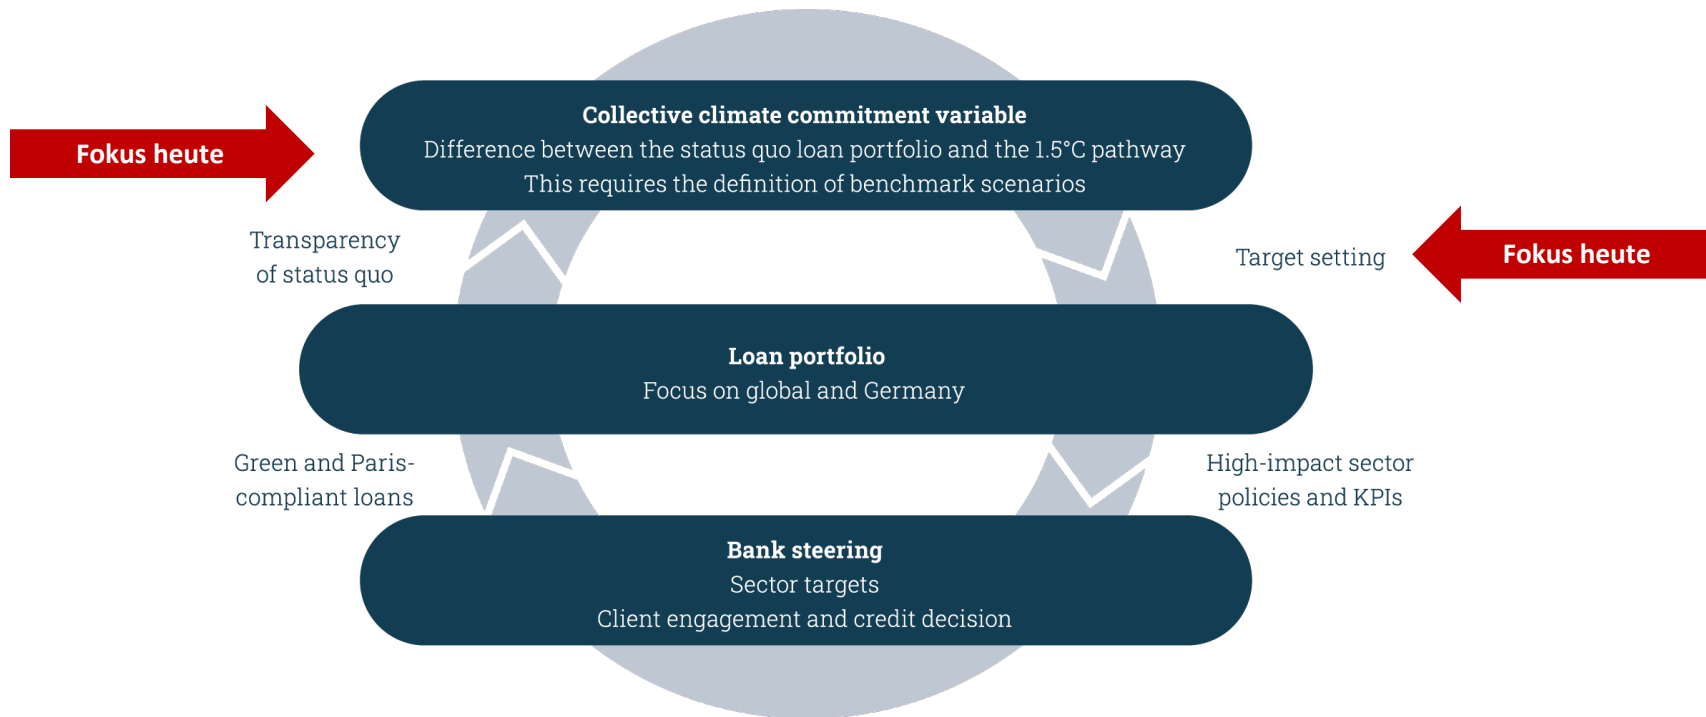 Collective climate commitment variable
Difference between the status quo loan portfolio and the 1.5°C pathway
This requires the definition of benchmark scenarios
Fokus heute
Transparency
of status quo
Target setting
Fokus heute
Loan portfolio
Focus on global and Germany
Green and Paris-
compliant loans
High-impact sector
policies and KPIs
Bank steering
Sector targets
Client engagement and credit decision